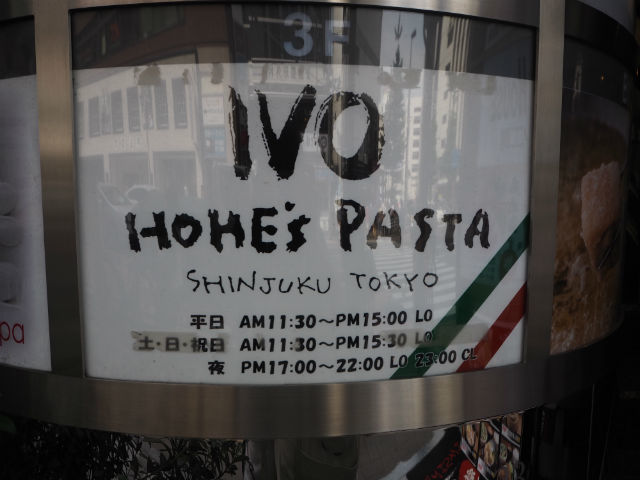 3F
IVO
HOHE's PASTA
SHINJUKU TOKYO
平日 AM11:30~PM15:00 LO
土・日・祝日 AM11:30~PM15:30 LO
夜 PM17:00~22:00 LO 23:00 CL
pa